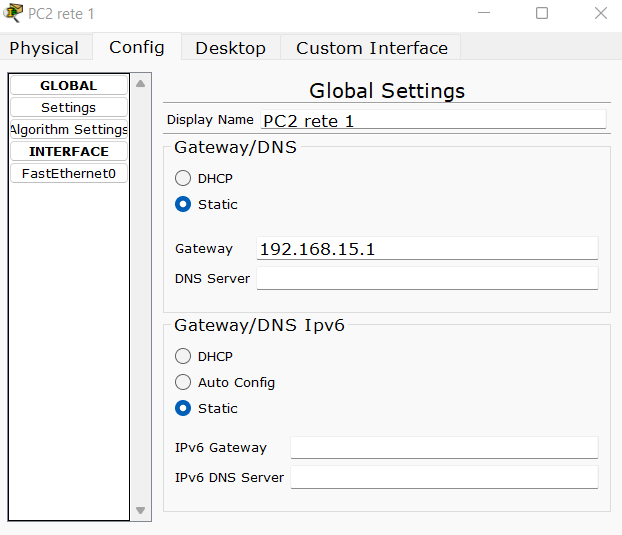 PC2 rete 1
Physical Config Desktop Custom Interface
GLOBAL
Settings
Algorithm Settings
INTERFACE
FastEthernet0
Global Settings
Display Name PC2 rete 1
Gateway/DNS
DHCP
Static
Gateway 192.168.15.1
DNS Server
Gateway/DNS Ipv6
DHCP
Auto Config
Static
IPv6 Gateway
IPv6 DNS Server